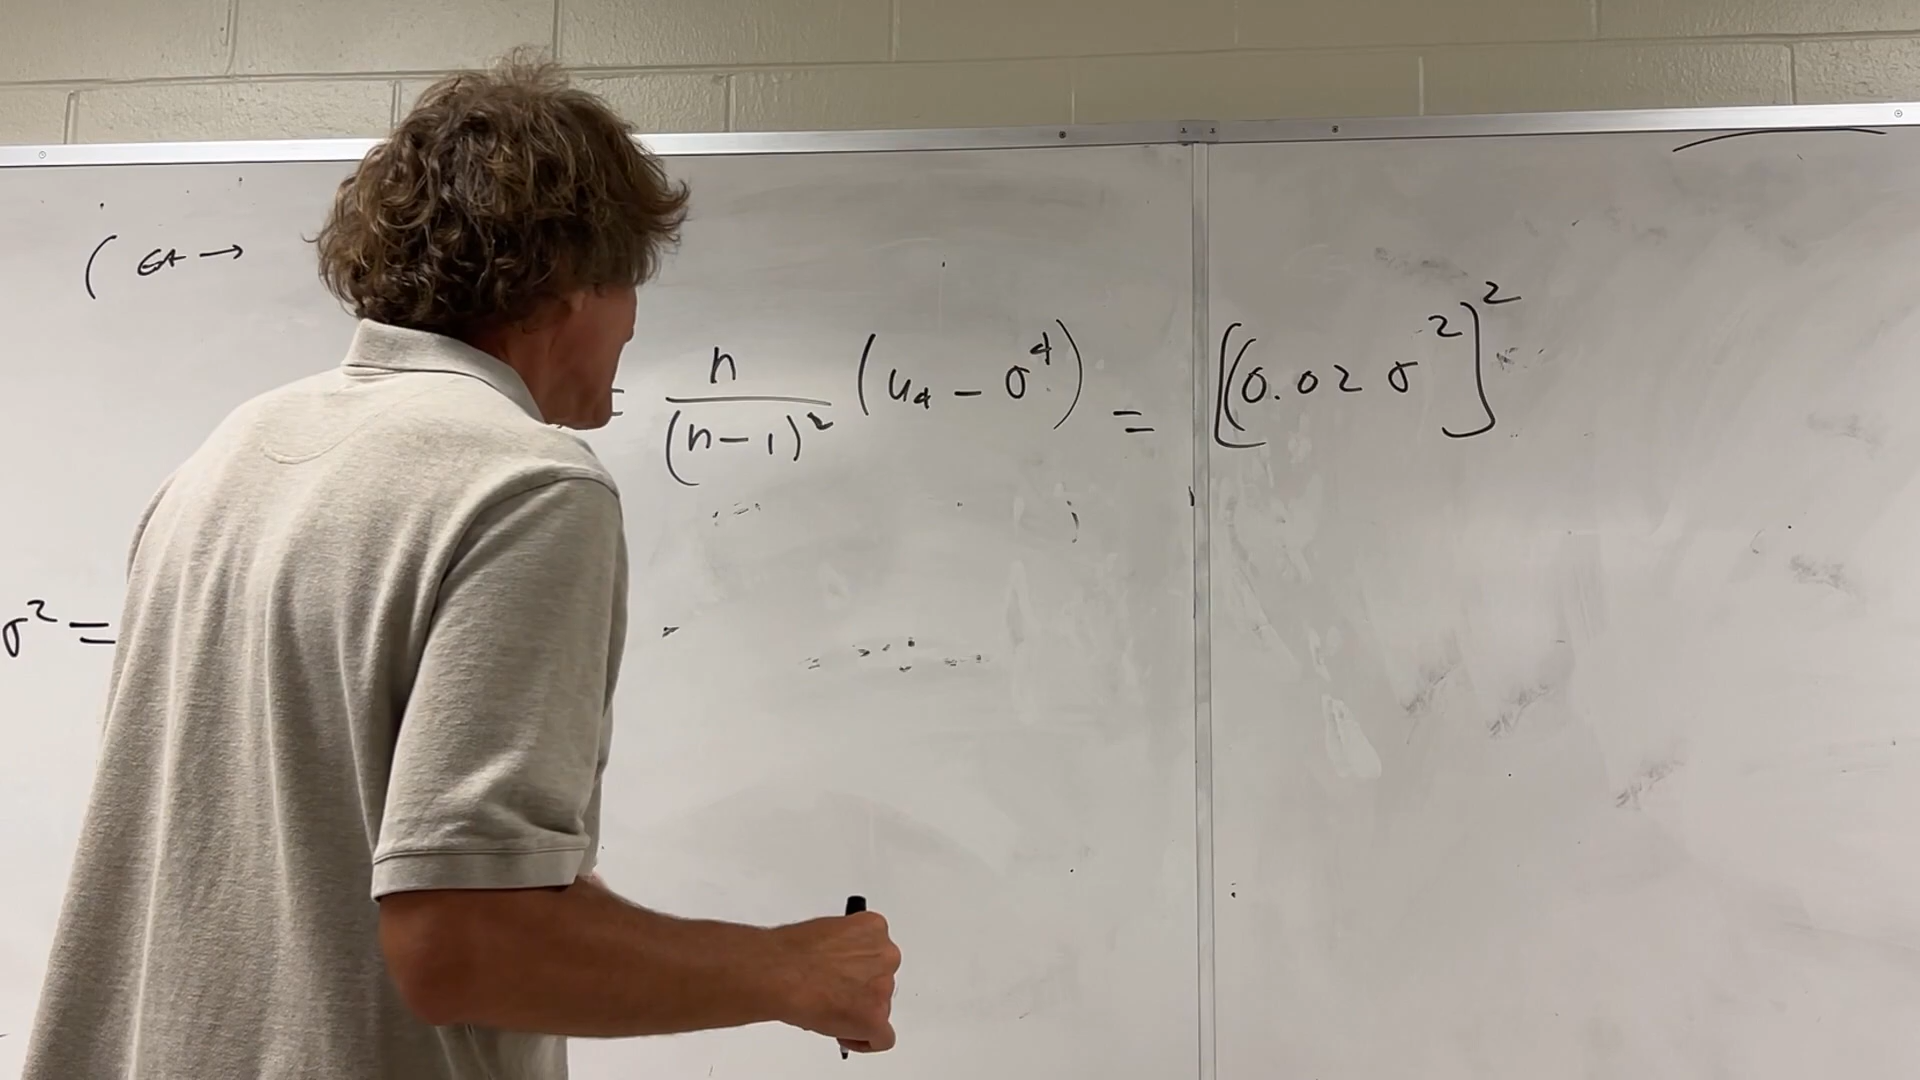 ( GA →
= n / (n-1)² (u₄ - σ⁴) = [(0.02 σ²]²
σ² =